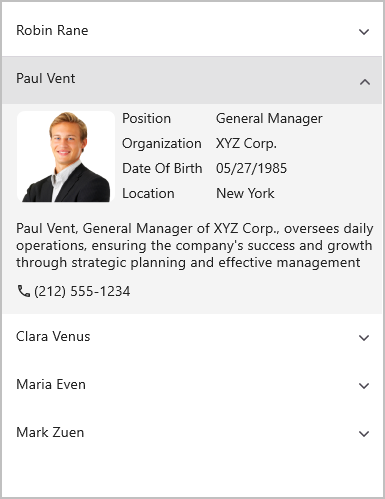 Robin Rane
Paul Vent
Position General Manager
Organization XYZ Corp.
Date Of Birth 05/27/1985
Location New York
Paul Vent, General Manager of XYZ Corp., oversees daily
operations, ensuring the company's success and growth
through strategic planning and effective management
(212) 555-1234
Clara Venus
Maria Even
Mark Zuen